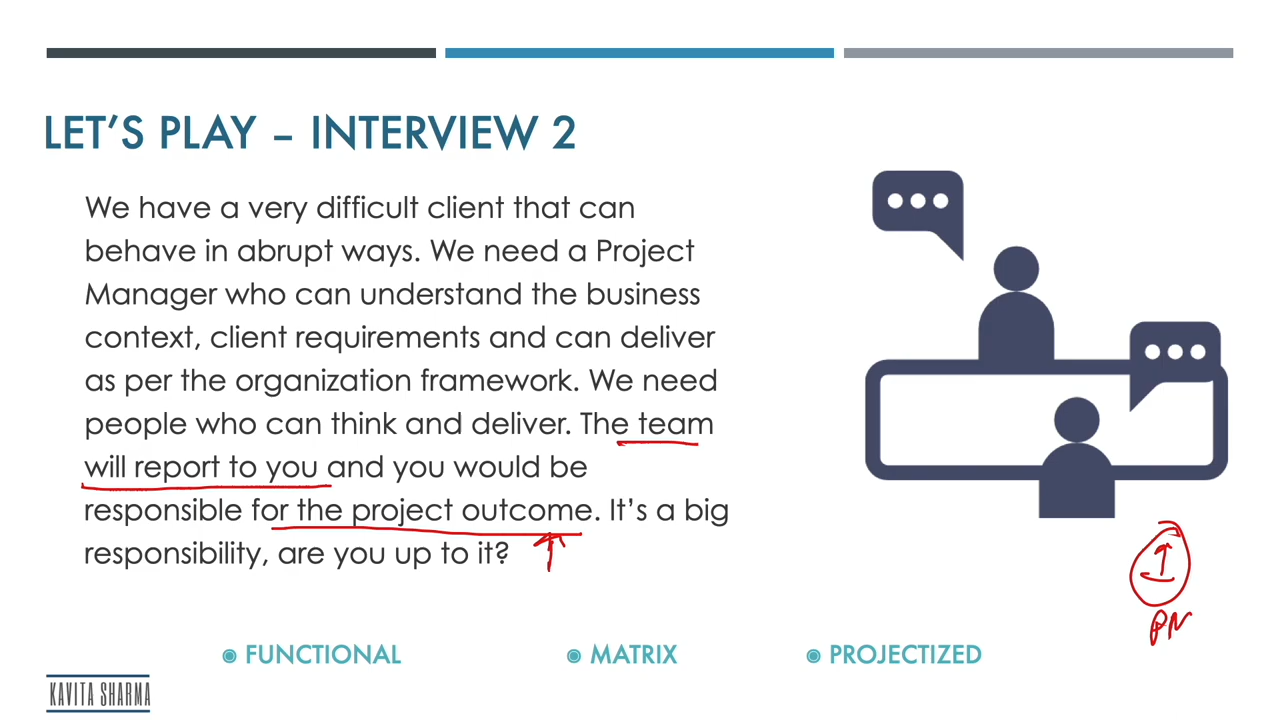 LET'S PLAY – INTERVIEW 2
We have a very difficult client that can
behave in abrupt ways. We need a Project
Manager who can understand the business
context, client requirements and can deliver
as per the organization framework. We need
people who can think and deliver. The team
will report to you and you would be
responsible for the project outcome. It's a big
responsibility, are you up to it?
PM
FUNCTIONAL
MATRIX
PROJECTIZED
KAVITA SHARMA